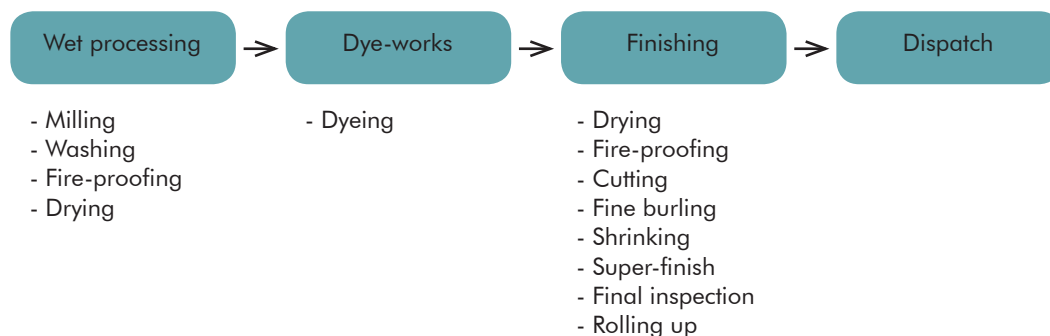 Wet processing
Dye-works
Finishing
Dispatch
- Milling
- Washing
- Fire-proofing
- Drying
- Dyeing
- Drying
- Fire-proofing
- Cutting
- Fine burling
- Shrinking
- Super-finish
- Final inspection
- Rolling up